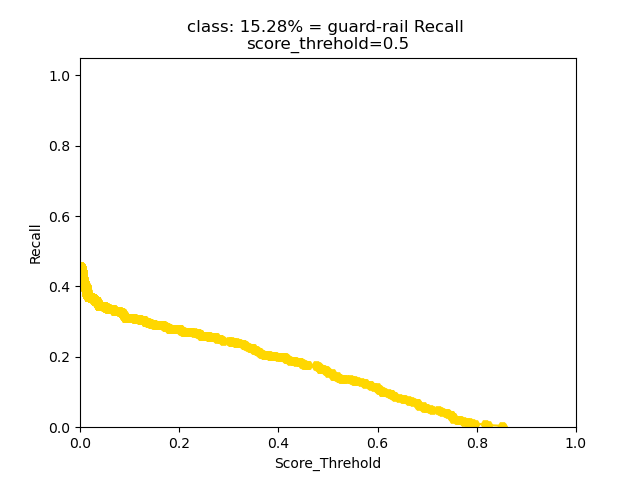 class: 15.28% = guard-rail Recall
score_threhold=0.5
1.0
0.8
0.6
0.4
0.2
0.0
Recall
0.0 0.2 0.4 0.6 0.8 1.0
Score_Threhold